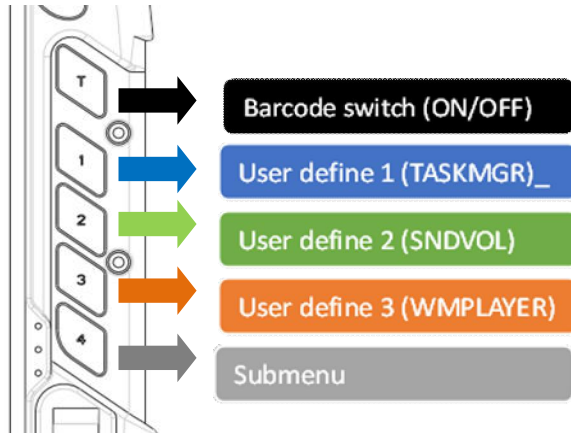 T
Barcode switch (ON/OFF)
1
User define 1 (TASKMGR)_
2
User define 2 (SNDVOL)
3
User define 3 (WMPLAYER)
4
Submenu